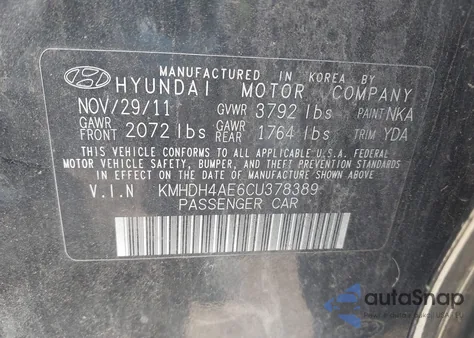 MANUFACTURED IN KOREA BY
HYUNDAI MOTOR COMPANY
NOV/29/11 GVWR 3792 lbs PAINT NKA
GAWR FRONT 2072 lbs GAWR REAR 1764 lbs TRIM YDA
THIS VEHICLE CONFORMS TO ALL APPLICABLE U.S.A. FEDERAL
MOTOR VEHICLE SAFETY, BUMPER, AND THEFT PREVENTION STANDARDS
IN EFFECT ON THE DATE OF MANUFACTURE SHOWN ABOVE.
V.I.N KMHDH4AE6CU378389
PASSENGER CAR
autoSnap